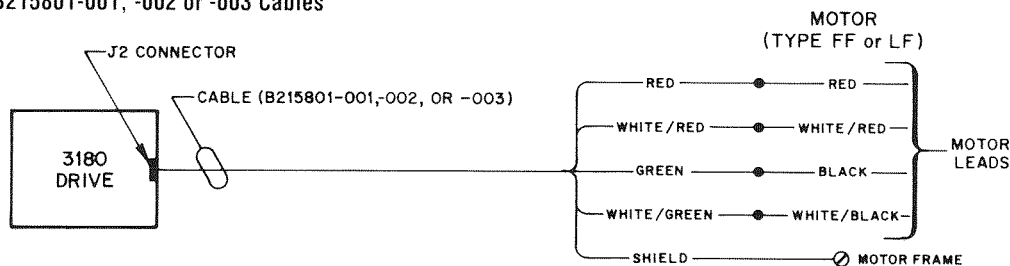 B215801-001, -002 or -003 Cables
MOTOR
(TYPE FF or LF)
J2 CONNECTOR
CABLE (B215801-001,-002, OR -003)
3180
DRIVE
RED RED
WHITE/RED WHITE/RED
GREEN BLACK
WHITE/GREEN WHITE/BLACK
SHIELD MOTOR FRAME
MOTOR
LEADS